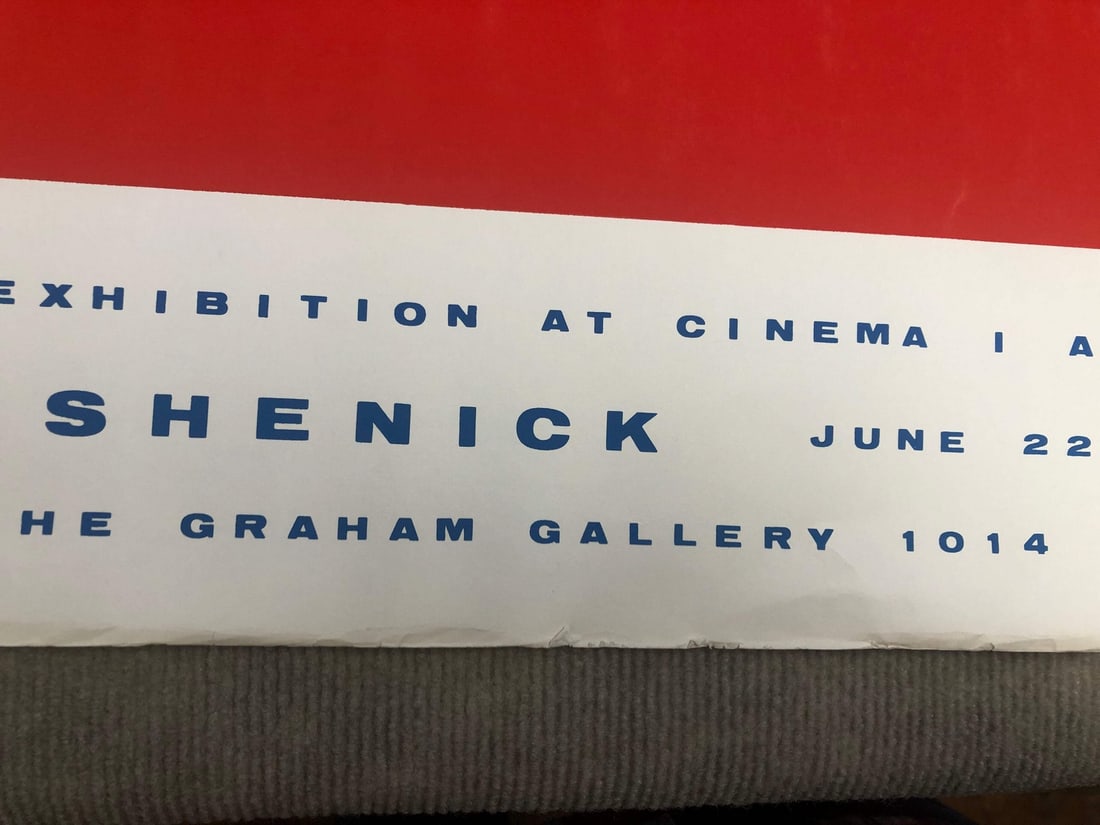 EXHIBITION AT CINEMA I A
SHENICK JUNE 22
HE GRAHAM GALLERY 1014